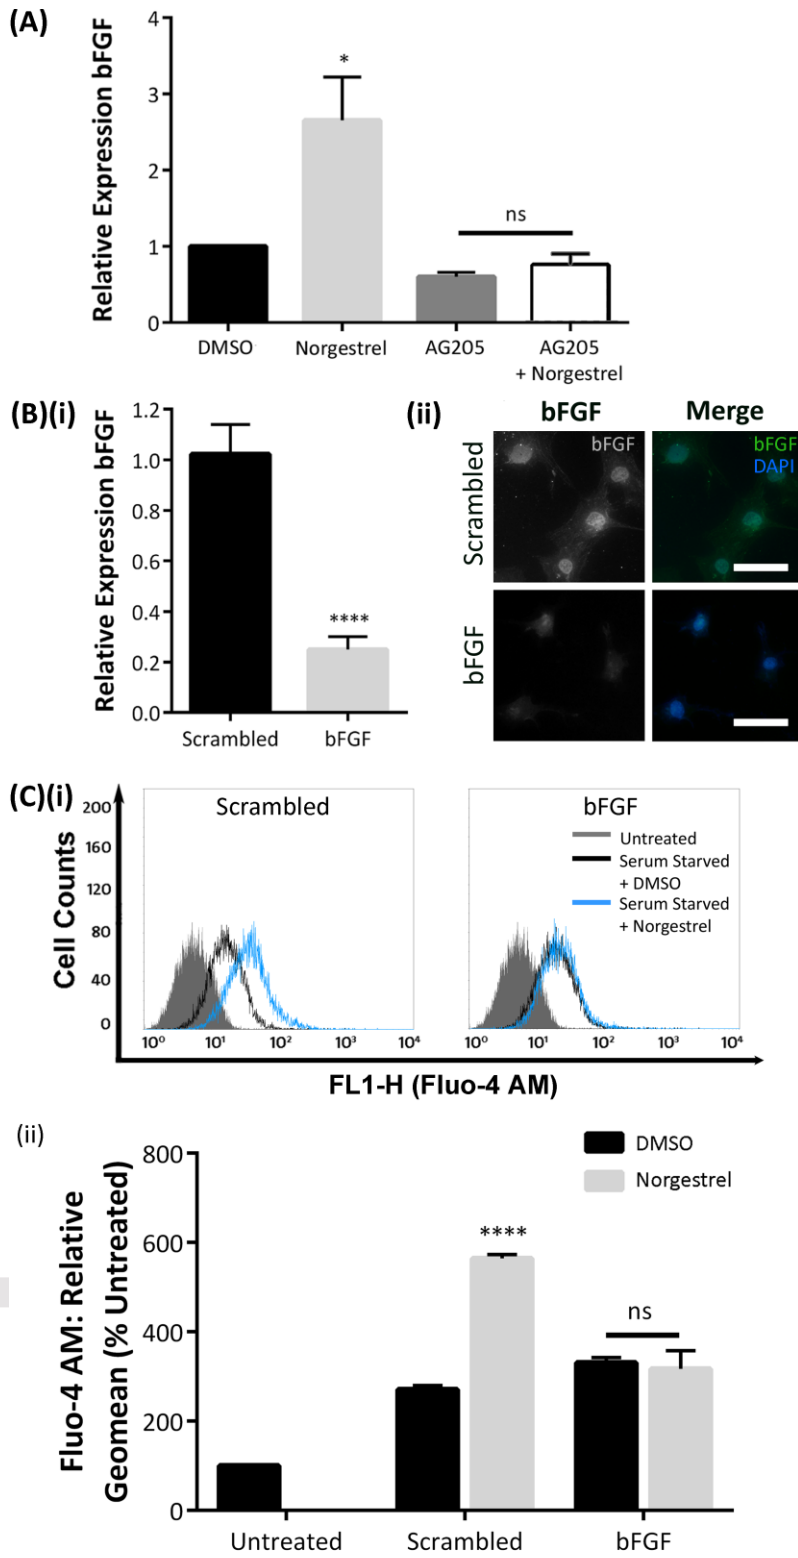 (A)
Relative Expression bFGF
4
3
2
1
0
*
ns
DMSO
Norgestrel
AG205
AG205
+ Norgestrel
(B)(i)
Relative Expression bFGF
1.2
1.0
0.8
0.6
0.4
0.2
0.0
****
Scrambled
bFGF
(ii)
bFGF
Merge
Scrambled
bFGF
bFGF
DAPI
bFGF
(C)(i)
Cell Counts
200
160
120
80
40
0
Scrambled
10⁰ 10¹ 10² 10³ 10⁴
bFGF
Untreated
Serum Starved
+ DMSO
Serum Starved
+ Norgestrel
10⁰ 10¹ 10² 10³ 10⁴
FL1-H (Fluo-4 AM)
(ii)
Fluo-4 AM: Relative
Geomean (% Untreated)
800
600
400
200
0
DMSO
Norgestrel
****
ns
Untreated
Scrambled
bFGF